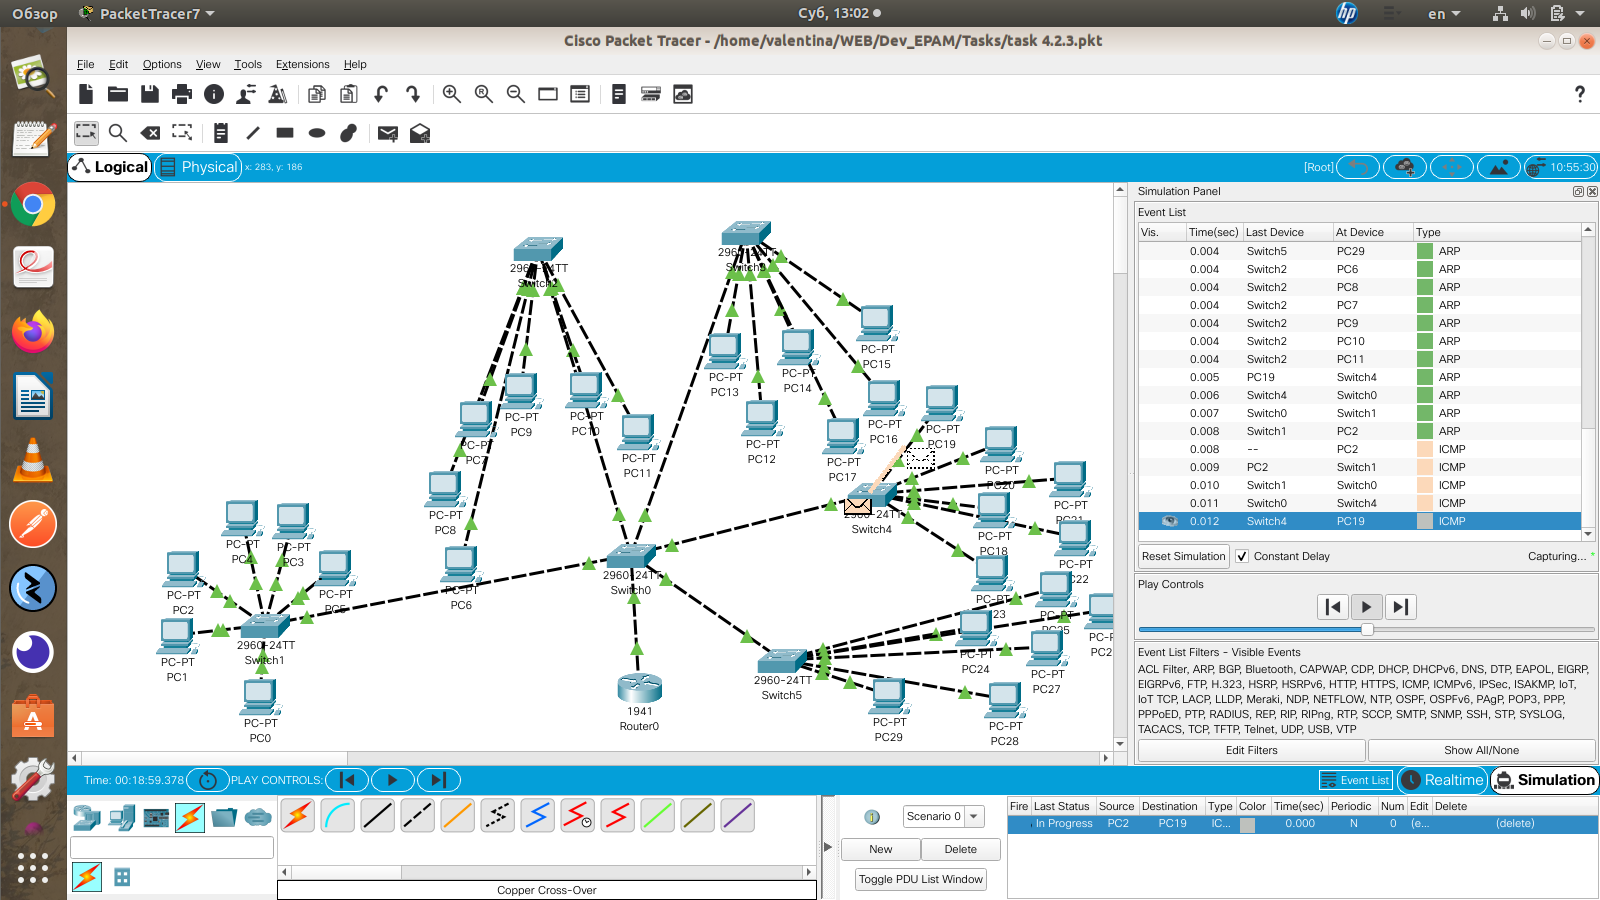 Обзор
PacketTracer7
Суб, 13:02
en
Cisco Packet Tracer - /home/valentina/WEB/Dev_EPAM/Tasks/task 4.2.3.pkt
File Edit Options View Tools Extensions Help
Logical
Physical
x: 283, y: 186
[Root]
10:55:30
2960-24TT
Switch2
2960-24TT
PC-PT
PC15
PC-PT
PC13
PC-PT
PC14
PC-PT
PC9
PC-PT
PC10
PC-PT
PC7
PC-PT
PC11
PC-PT
PC12
PC-PT
PC16
PC-PT
PC17
PC-PT
PC19
PC-PT
PC20
PC-PT
PC-PT
PC8
2960-24TT
Switch4
PC-PT
PC18
PC-PT
PC22
PC-PT
PC4
PC-PT
PC3
PC-PT
PC2
PC-PT
PC5
PC-PT
PC6
2960-24TT
Switch0
PC-PT
PC-PT
PC25
PC-PT
PC1
2960-24TT
Switch1
PC-PT
PC24
PC-PT
PC27
2960-24TT
Switch5
PC-PT
PC0
1941
Router0
PC-PT
PC29
PC-PT
PC28
Simulation Panel
Event List
Vis. Time(sec) Last Device At Device Type
0.004 Switch5 PC29 ARP
0.004 Switch2 PC6 ARP
0.004 Switch2 PC8 ARP
0.004 Switch2 PC7 ARP
0.004 Switch2 PC9 ARP
0.004 Switch2 PC10 ARP
0.004 Switch2 PC11 ARP
0.005 PC19 Switch4 ARP
0.006 Switch4 Switch0 ARP
0.007 Switch0 Switch1 ARP
0.008 Switch1 PC2 ARP
0.008 -- PC2 ICMP
0.009 PC2 Switch1 ICMP
0.010 Switch1 Switch0 ICMP
0.011 Switch0 Switch4 ICMP
0.012 Switch4 PC19 ICMP
Reset Simulation Constant Delay Capturing...
Play Controls
Event List Filters - Visible Events
ACL Filter, ARP, BGP, Bluetooth, CAPWAP, CDP, DHCP, DHCPv6, DNS, DTP, EAPOL, EIGRP,
EIGRPv6, FTP, H.323, HSRP, HSRPv6, HTTP, HTTPS, ICMP, ICMPv6, IPSec, ISAKMP, IoT,
IoT TCP, LACP, LLDP, Meraki, NDP, NETFLOW, NTP, OSPF, OSPFv6, PAgP, POP3, PPP,
PPPoED, PTP, RADIUS, REP, RIP, RIPng, RTP, SCCP, SMTP, SNMP, SSH, STP, SYSLOG,
TACACS, TCP, TFTP, Telnet, UDP, USB, VTP
Edit Filters Show All/None
Time: 00:18:59.378 PLAY CONTROLS:
Event List Realtime Simulation
Copper Cross-Over
Scenario 0
New Delete
Toggle PDU List Window
Fire Last Status Source Destination Type Color Time(sec) Periodic Num Edit Delete
In Progress PC2 PC19 IC... 0.000 N 0 (e... (delete)